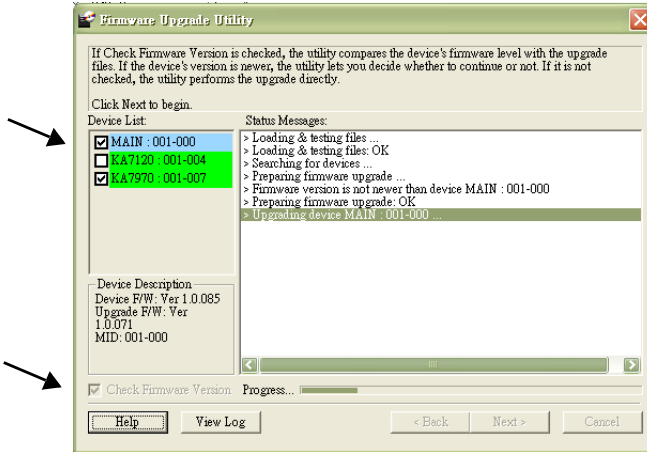 Firmware Upgrade Utility
If Check Firmware Version is checked, the utility compares the device's firmware level with the upgrade
files. If the device's version is newer, the utility lets you decide whether to continue or not. If it is not
checked, the utility performs the upgrade directly.
Click Next to begin.
Device List:
MAIN : 001-000
KA7120 : 001-004
KA7970 : 001-007
Status Messages:
> Loading & testing files ...
> Loading & testing files: OK
> Searching for devices ...
> Preparing firmware upgrade ...
> Firmware version is not newer than device MAIN : 001-000
> Preparing firmware upgrade: OK
> Upgrading device MAIN : 001-000 ...
Device Description
Device F/W: Ver 1.0.085
Upgrade F/W: Ver
1.0.071
MID: 001-000
Check Firmware Version Progress...
Help View Log < Back Next > Cancel